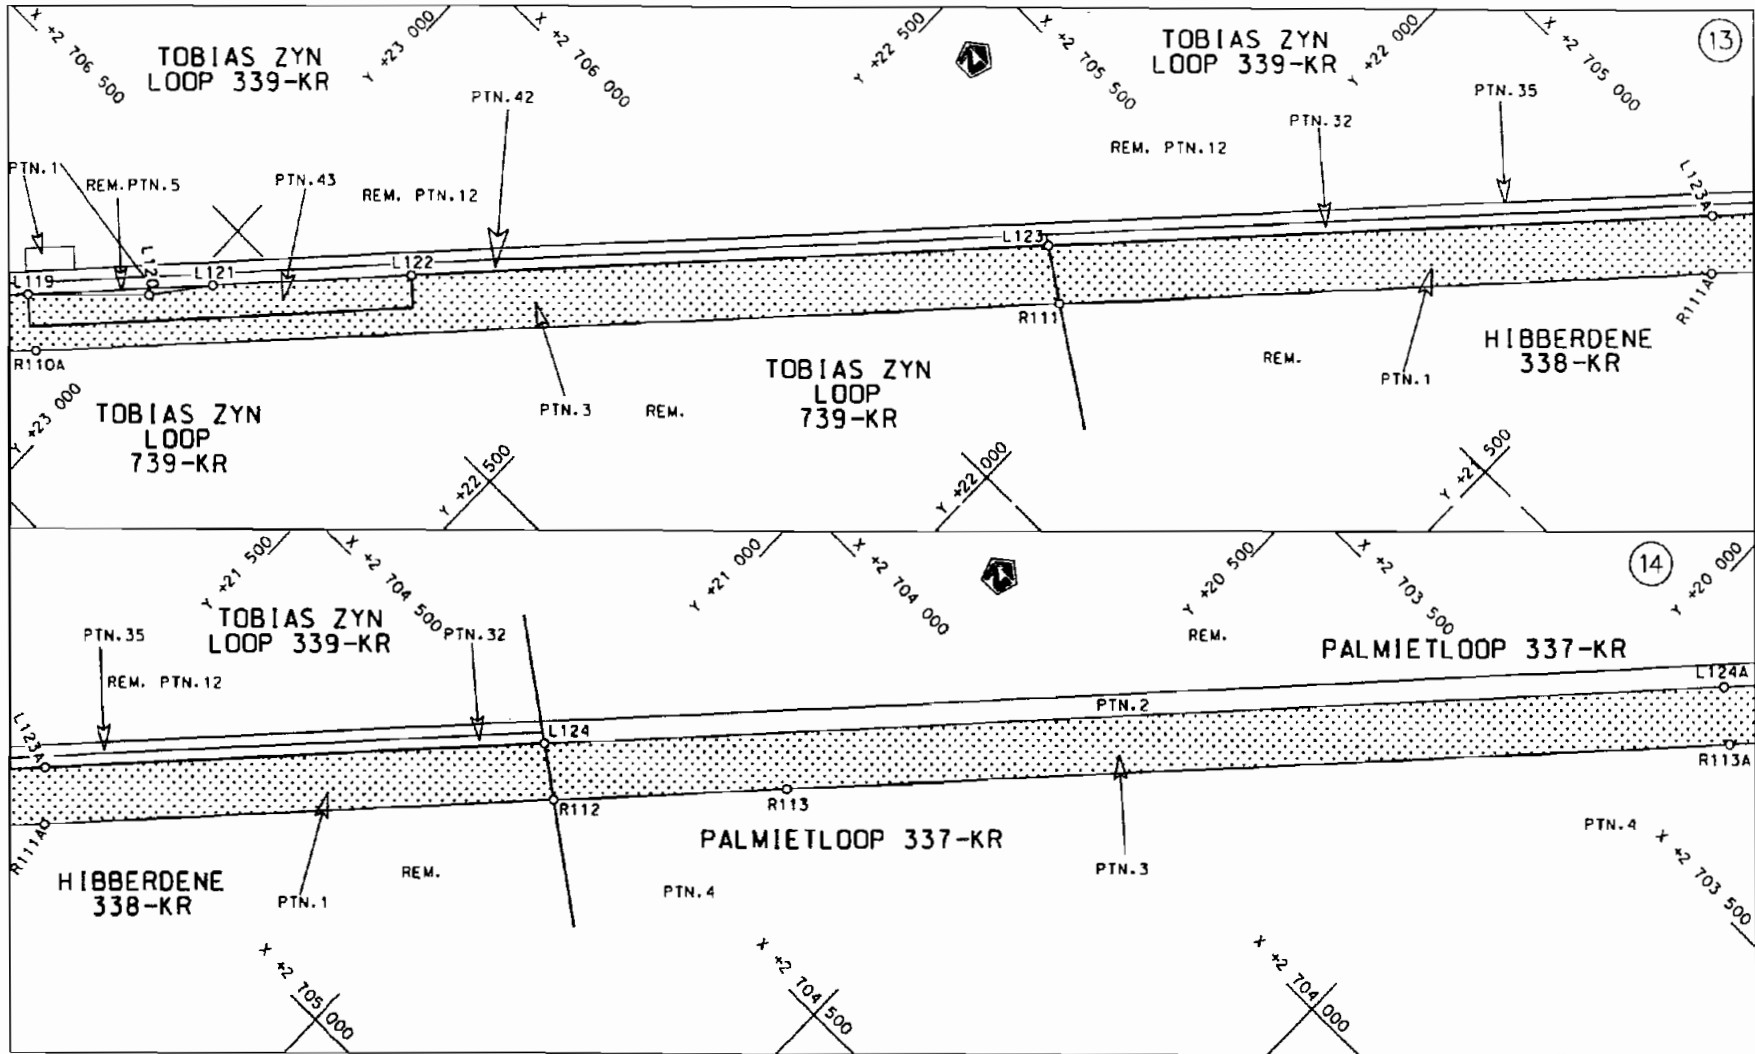 X +2 706 500
Y +23 000
X +2 706 000
Y +22 500
X +2 705 500
Y +22 000
X +2 705 000
13
TOBIAS ZYN
LOOP 339-KR
TOBIAS ZYN
LOOP 339-KR
PTN.42
PTN.35
PTN.32
REM. PTN.12
PTN.1
REM.PTN.5
PTN.43
REM. PTN.12
L123A
L119
L120
L121
L122
L123
R110A
R111
R111A
HIBBERDENE
338-KR
REM.
PTN.1
TOBIAS ZYN
LOOP
739-KR
PTN.3
REM.
TOBIAS ZYN
LOOP
739-KR
Y +23 000
Y +22 500
Y +22 000
Y +21 500
Y +21 500
X +2 704 500
Y +21 000
X +2 704 000
Y +20 500
X +2 703 500
Y +20 000
14
TOBIAS ZYN
LOOP 339-KR
PTN.35
PTN.32
REM.
PALMIETLOOP 337-KR
REM. PTN.12
L123A
L124
PTN.2
L124A
R111A
R112
R113
R113A
PALMIETLOOP 337-KR
PTN.4
PTN.3
HIBBERDENE
338-KR
REM.
PTN.1
PTN.4
X +2 703 500
X +2 705 000
X +2 704 500
X +2 704 000